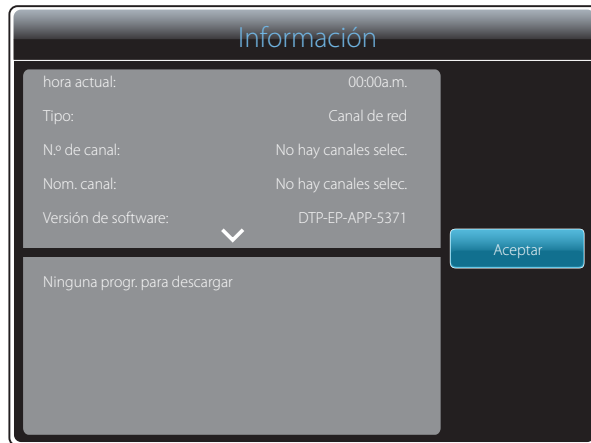 Información
hora actual: 00:00a.m.
Tipo: Canal de red
N.º de canal: No hay canales selec.
Nom. canal: No hay canales selec.
Versión de software: DTP-EP-APP-5371
Aceptar
Ninguna progr. para descargar